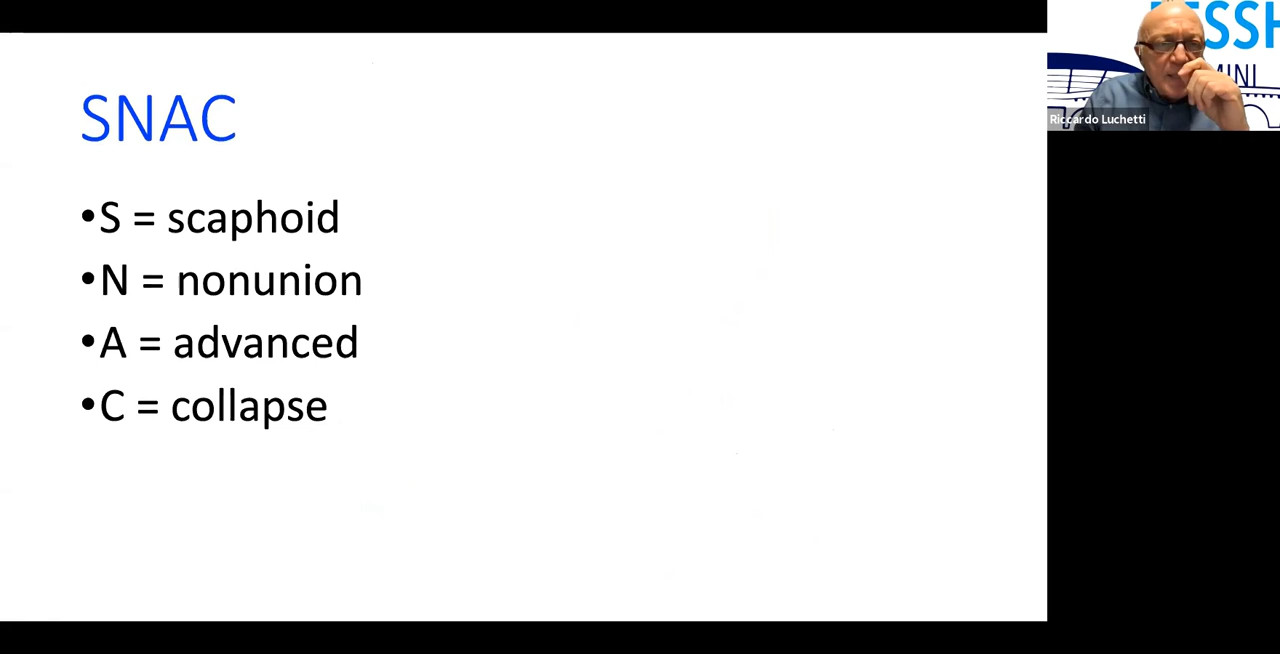 SNAC
•S = scaphoid
•N = nonunion
•A = advanced
•C = collapse
Riccardo Luchetti